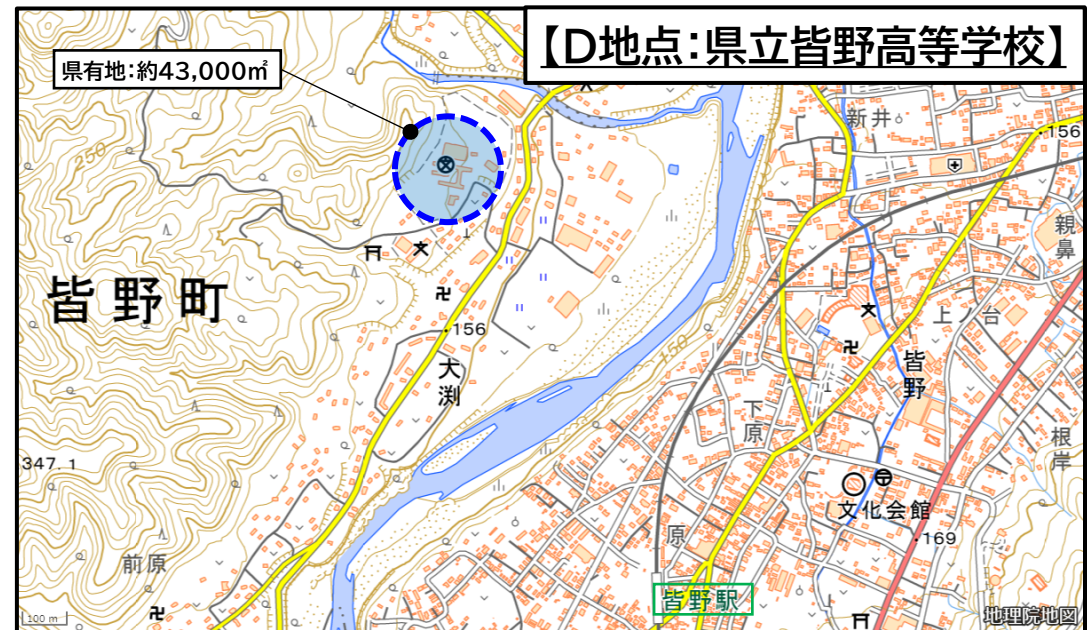 【D地点:県立皆野高等学校】
県有地:約43,000㎡
新井
156
250
親鼻
皆野町
156
上ノ台
大渕
150
皆野
下原
根岸
347.1
文化会館
原
169
前原
皆野駅
100 m
地理院地図